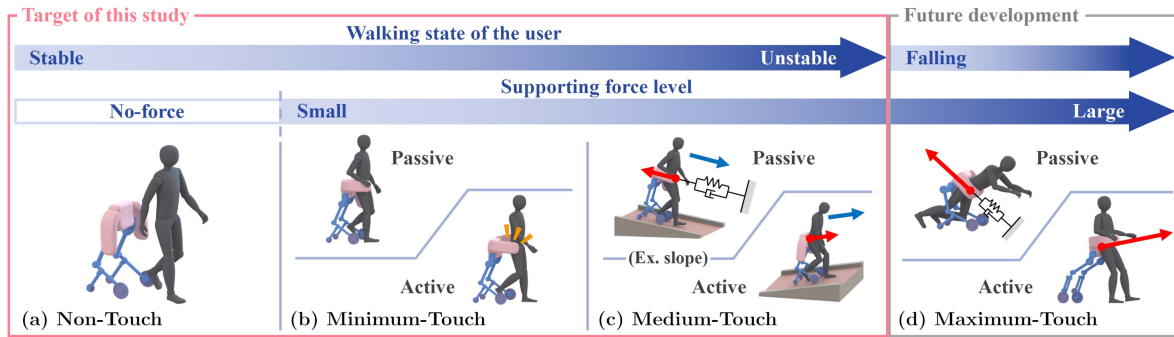 Target of this study
Future development
Walking state of the user
Stable
Unstable
Falling
Supporting force level
No-force
Small
Large
Passive
Active
Passive
(Ex. slope)
Active
Passive
Active
(a) Non-Touch
(b) Minimum-Touch
(c) Medium-Touch
(d) Maximum-Touch